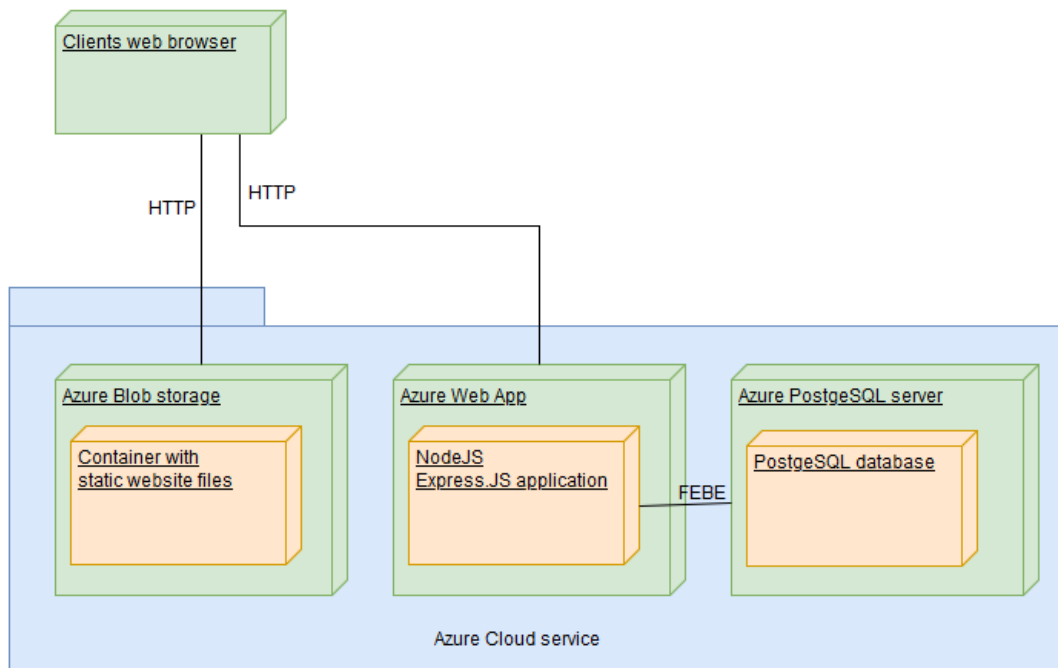 Clients web browser
HTTP
HTTP
Azure Blob storage
Container with
static website files
Azure Web App
NodeJS
Express.JS application
FEBE
Azure PostgeSQL server
PostgeSQL database
Azure Cloud service